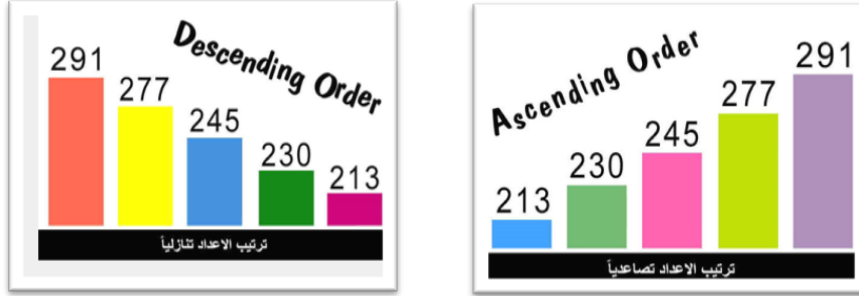 Descending Order
291
277
245
230
213
ترتيب الاعداد تنازلياً
Ascending Order
213
230
245
277
291
ترتيب الاعداد تصاعدياً